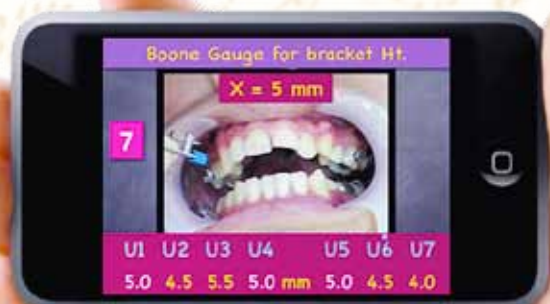 Boone Gauge for bracket Ht.
X = 5 mm
7
U1 U2 U3 U4 U5 U6 U7
5.0 4.5 5.5 5.0 mm 5.0 4.5 4.0